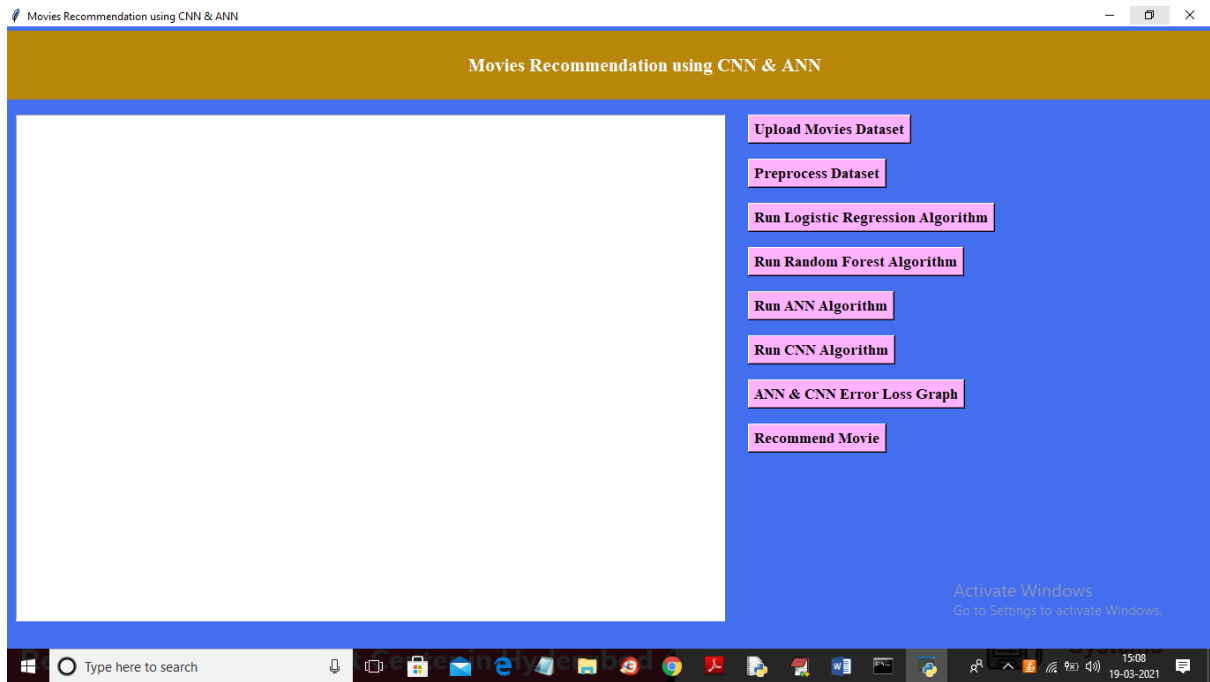 Movies Recommendation using CNN & ANN
Movies Recommendation using CNN & ANN
Upload Movies Dataset
Preprocess Dataset
Run Logistic Regression Algorithm
Run Random Forest Algorithm
Run ANN Algorithm
Run CNN Algorithm
ANN & CNN Error Loss Graph
Recommend Movie
Activate Windows
Go to Settings to activate Windows.
Systems
Type here to search
15:08
19-03-2021